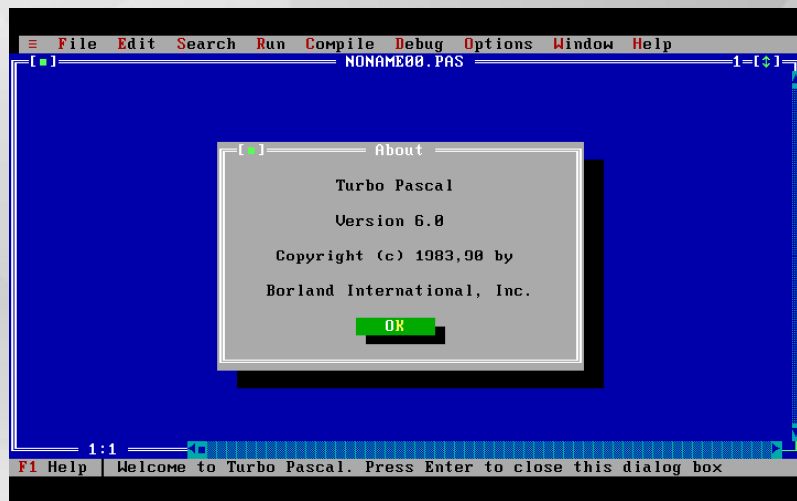 ≡ File Edit Search Run Compile Debug Options Window Help
[■] NONAME00.PAS 1=[↕]
[■] About
Turbo Pascal
Version 6.0
Copyright (c) 1983,90 by
Borland International, Inc.
OK
1:1
F1 Help │ Welcome to Turbo Pascal. Press Enter to close this dialog box